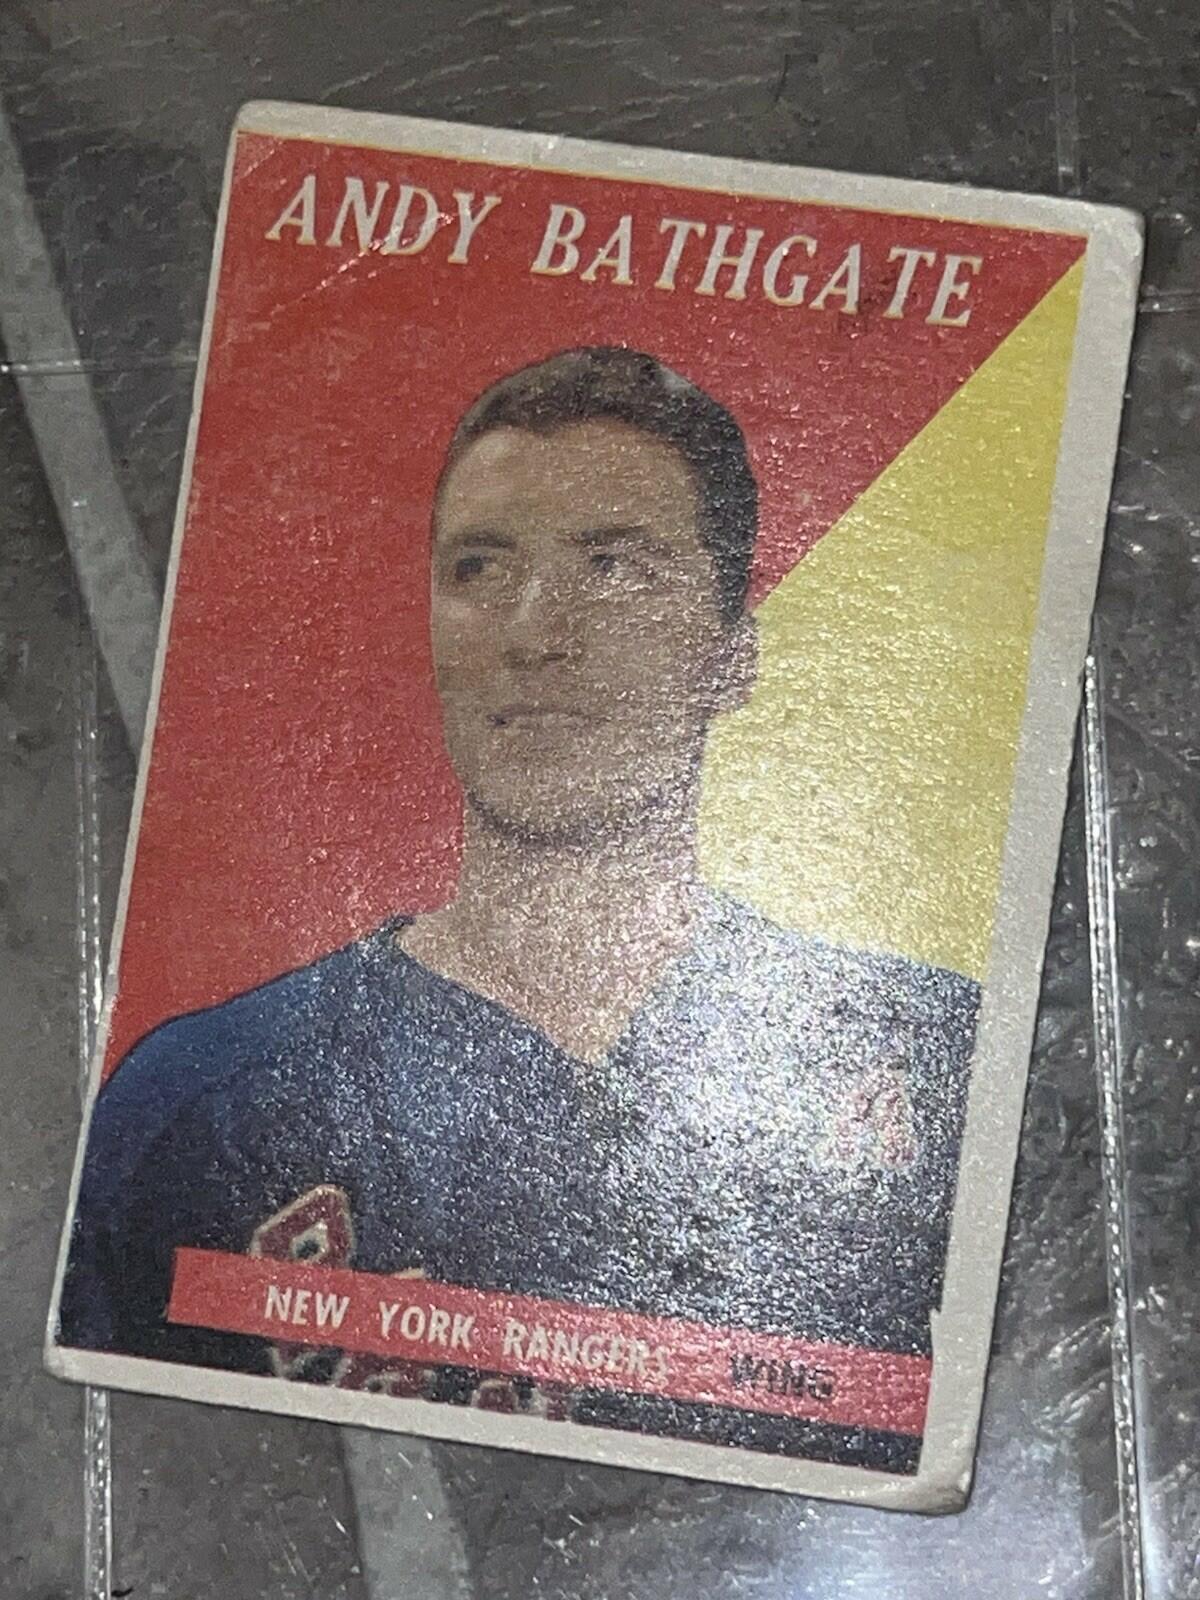 ANDY BATHGATE
A
NEW YORK RANGERS WING